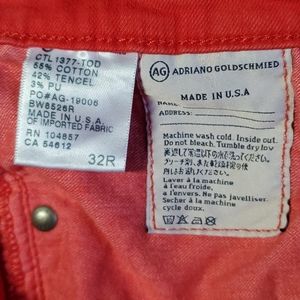 CTL 1377-TOD
55% COTTON
42% TENCEL
3% PU
PO#AG-19006
BW8526R
MADE IN U.S.A.
OF IMPORTED FABRIC
RN 104857
CA 54612
32R
AG ADRIANO GOLDSCHMIED
MADE IN U.S.A
NAME:
ADDRESS:
Machine wash cold. Inside out.
Do not bleach. Tumble dry low
Laver à la machine
à l'eau froide,
à l'envers. Ne pas javelliser.
Sécher à la machine
cycle doux.